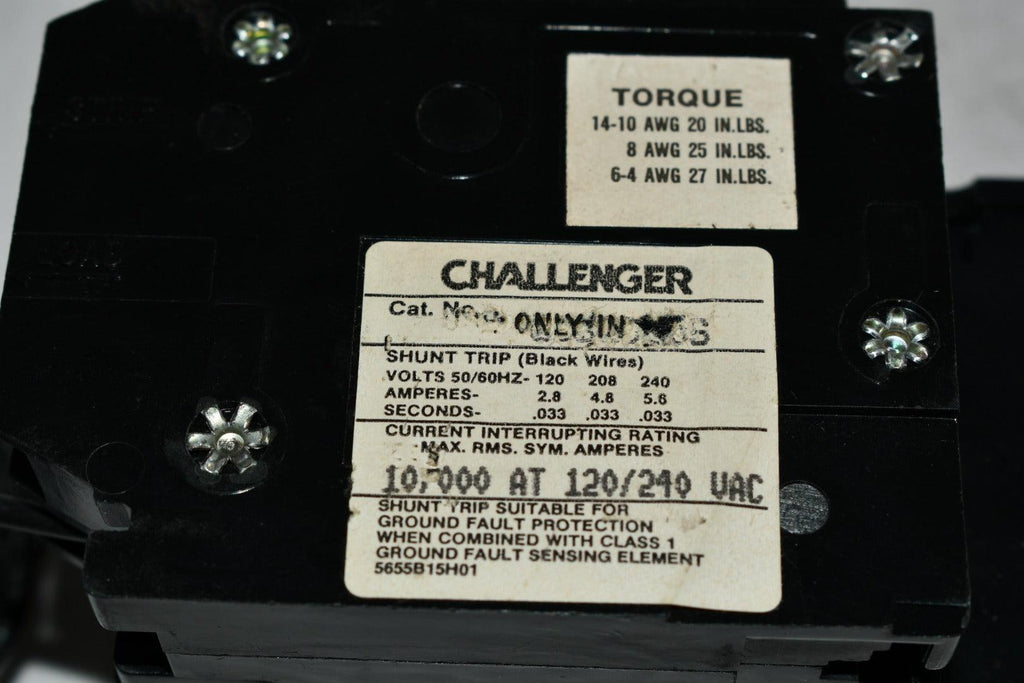 TORQUE
14-10 AWG 20 IN.LBS.
8 AWG 25 IN.LBS.
6-4 AWG 27 IN.LBS.
CHALLENGER
Cat. No.
ONLY IN
SHUNT TRIP (Black Wires)
VOLTS 50/60HZ- 120 208 240
AMPERES- 2.8 4.8 5.6
SECONDS- .033 .033 .033
CURRENT INTERRUPTING RATING
MAX. RMS. SYM. AMPERES
10,000 AT 120/240 VAC
SHUNT TRIP SUITABLE FOR
GROUND FAULT PROTECTION
WHEN COMBINED WITH CLASS 1
GROUND FAULT SENSING ELEMENT
5655B15H01